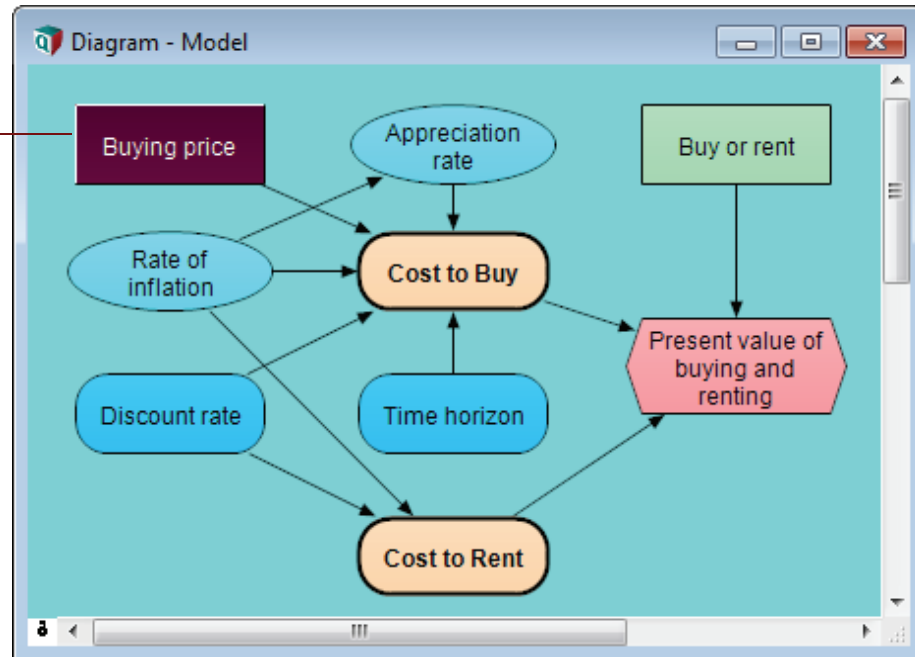 Diagram - Model
Buying price
Appreciation
rate
Buy or rent
Rate of
inflation
Cost to Buy
Present value of
buying and
renting
Discount rate
Time horizon
Cost to Rent